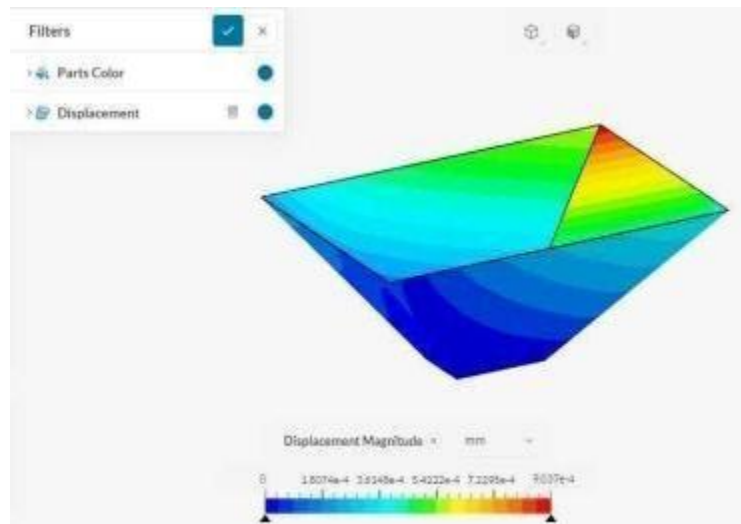 Filters
Parts Color
Displacement
Displacement Magnitude mm
0 1.8074e-4 3.6148e-4 5.4222e-4 7.2295e-4 9.037e-4